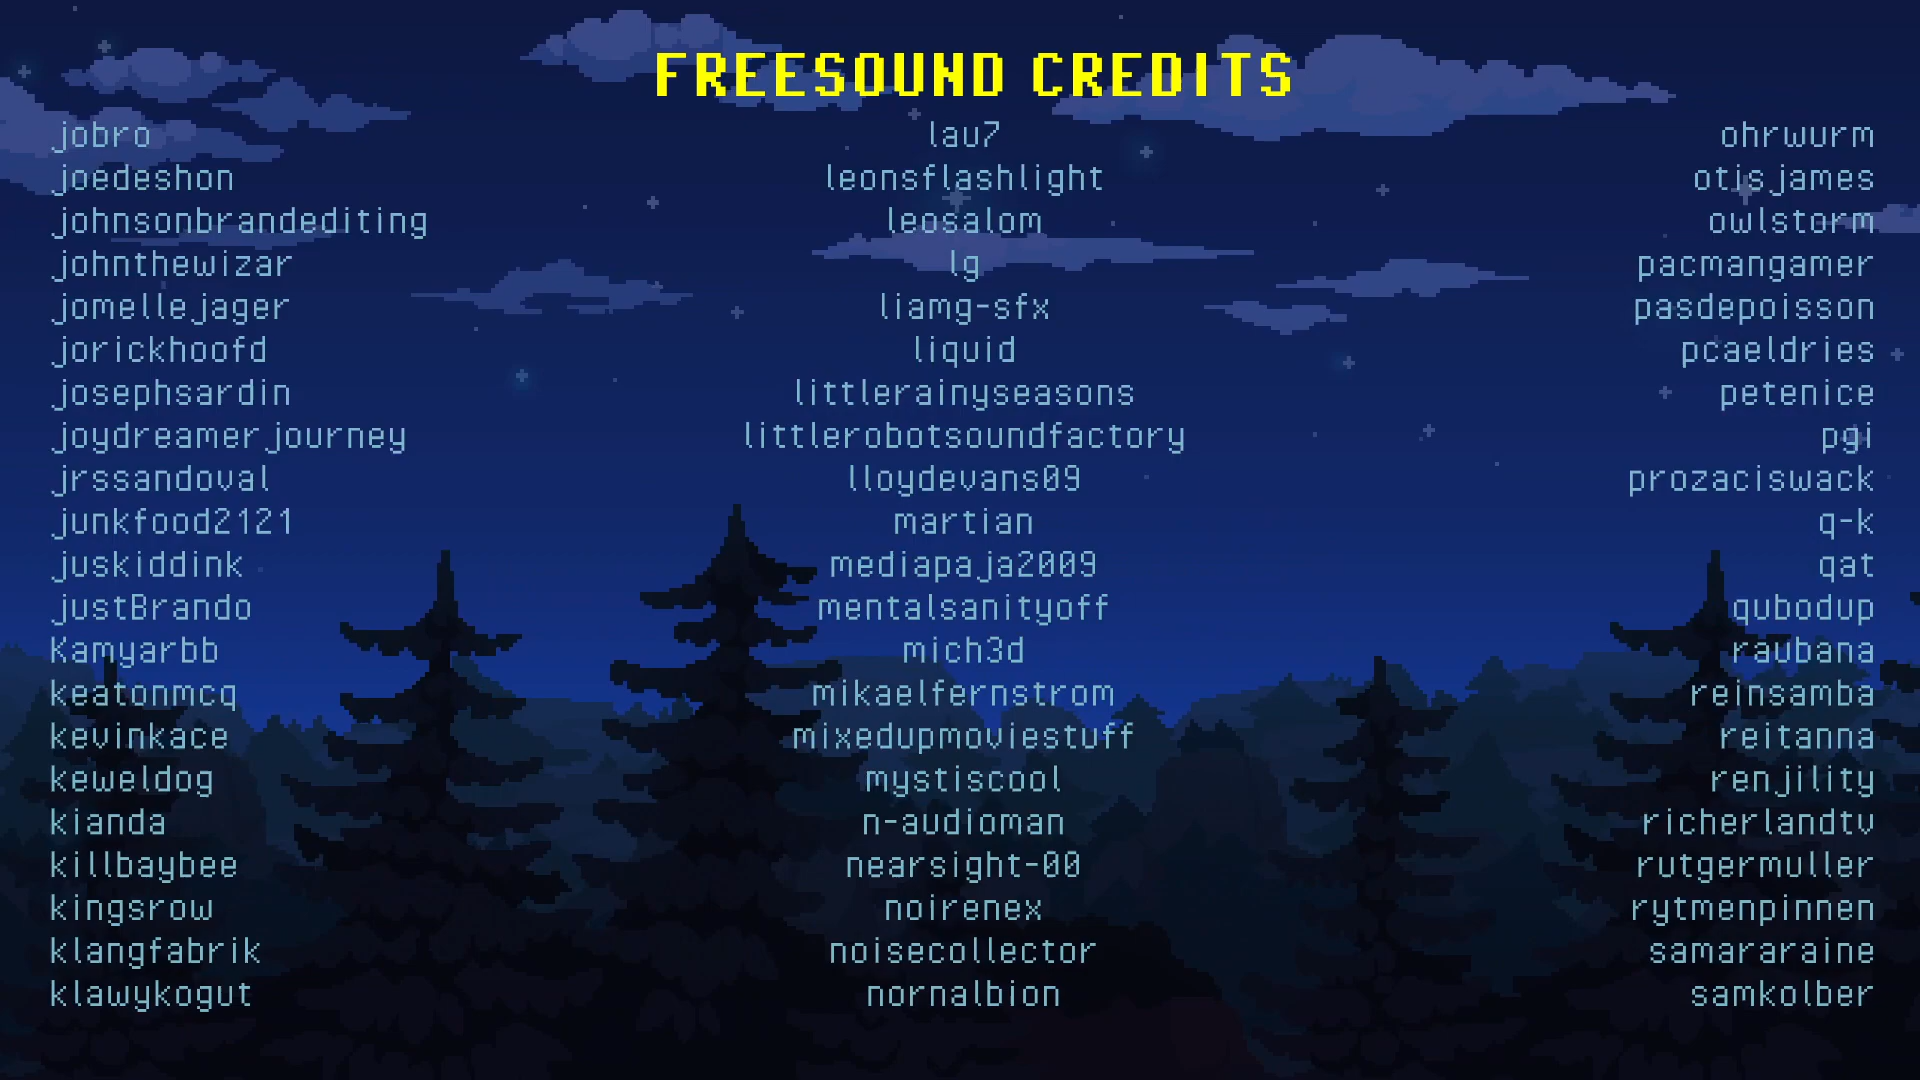 FREESOUND CREDITS
jobro
joedeshon
johnsonbrandediting
johnthewizar
jomellejager
jorickhoofd
josephsardin
joydreamerjourney
jrssandoval
junkfood2121
juskiddink
justBrando
Kamyarbb
keatonmcq
kevinkace
keweldog
kianda
killbaybee
kingsrow
klangfabrik
klawykogut
lau7
leonsflashlight
leosalom
lg
liamg-sfx
liquid
littlerainyseasons
littlerobotsoundfactory
lloydevans09
martian
mediapaja2009
mentalsanityoff
mich3d
mikaelfernstrom
mixedupmoviestuff
mystiscool
n-audioman
nearsight-00
noirenex
noisecollector
nornalbion
ohrwurm
otisjames
owlstorm
pacmangamer
pasdepoisson
pcaeldries
petenice
pgi
prozaciswack
q-k
qat
qubodup
raubana
reinsamba
reitanna
renjility
richerlandtv
rutgermuller
rytmenpinnen
samararaine
samkolber